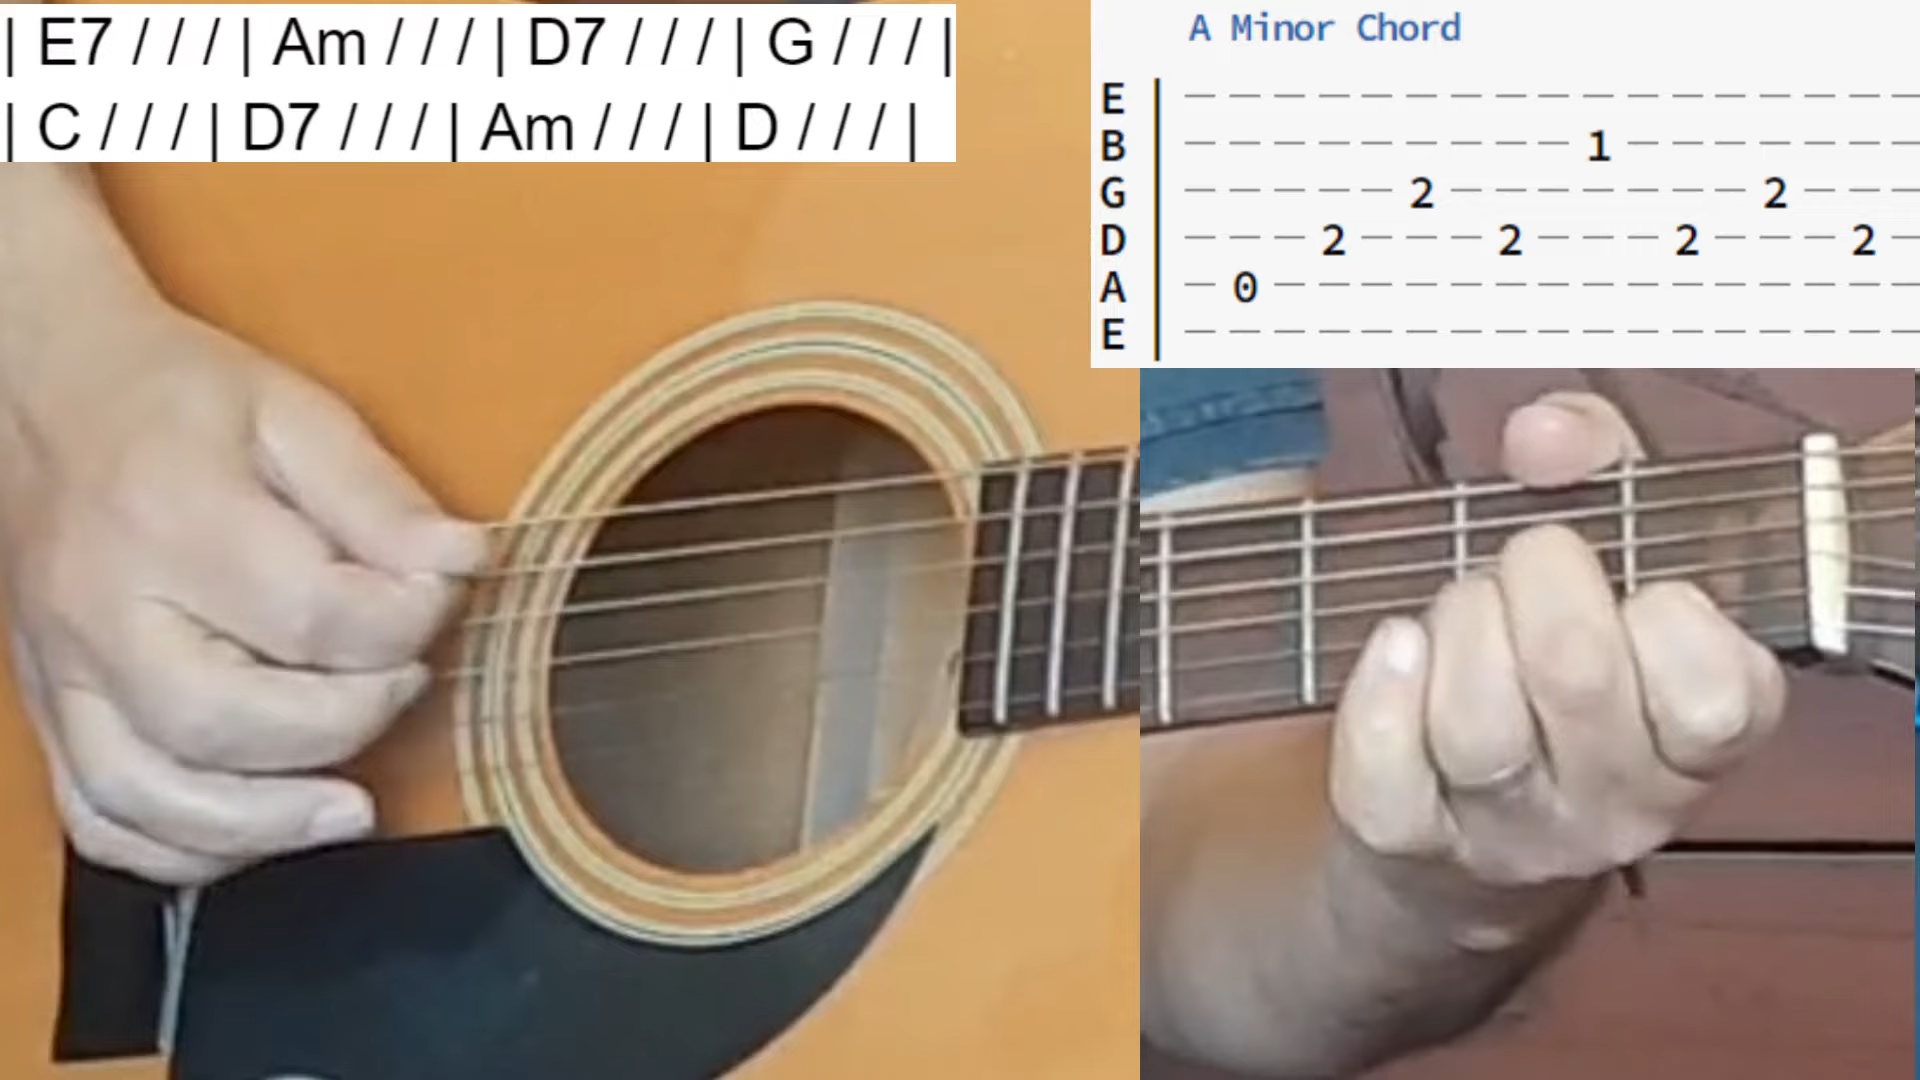 | E7 / / / | Am / / / | D7 / / / | G / / / |
| C / / / | D7 / / / | Am / / / | D / / / |
A Minor Chord
E | — — — — — — — — — — — — — — — — —
B | — — — — — — — — — 1 — — — — — — —
G | — — — — — 2 — — — — — — — 2 — — —
D | — — — 2 — — — 2 — — — 2 — — — 2 —
A | — 0 — — — — — — — — — — — — — — —
E | — — — — — — — — — — — — — — — — —